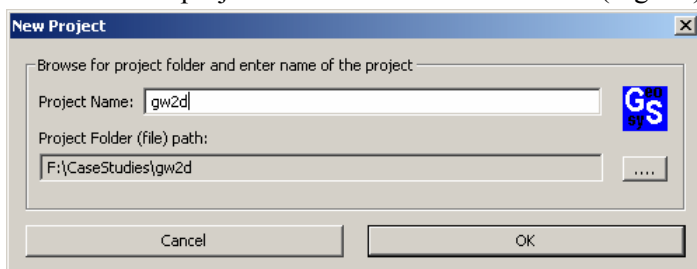 New Project
Browse for project folder and enter name of the project
Project Name: gw2d
GeoSys
Project Folder (file) path:
F:\CaseStudies\gw2d
....
Cancel
OK